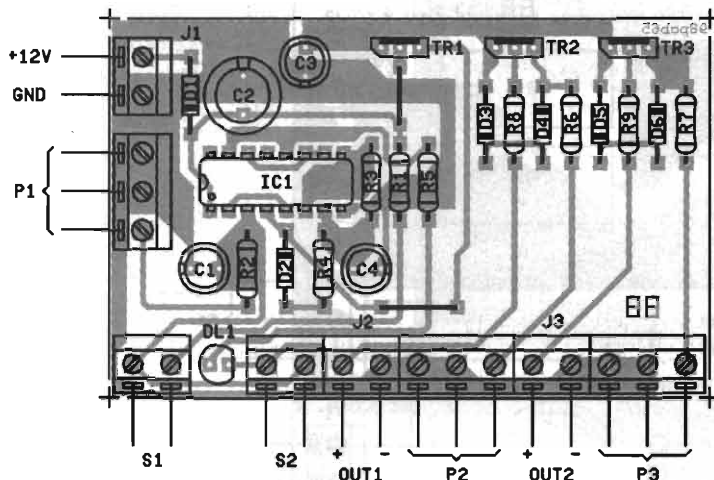 J1
98pab65
+12V
TR1
TR2
TR3
C3
GND
C2
D3
R8
D4
R6
D5
R9
D6
R7
P1
IC1
R3
R1
R5
C1
R2
D2
R4
C4
DL1
J2
J3
S1
S2
+ -
OUT1
P2
+ -
OUT2
P3